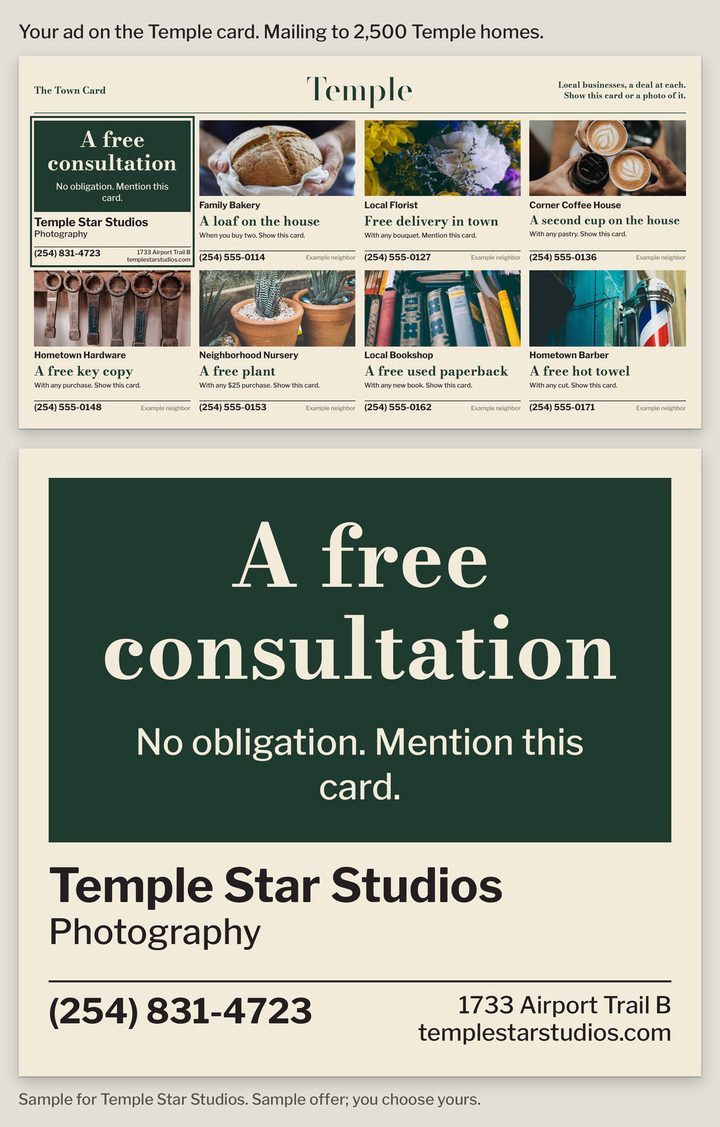 Your ad on the Temple card. Mailing to 2,500 Temple homes.
The Town Card
Temple
Local businesses, a deal at each.
Show this card or a photo of it.
A free
consultation
No obligation. Mention this
card.
Temple Star Studios
Photography
(254) 831-4723
1733 Airport Trail B
templestarstudios.com
Family Bakery
A loaf on the house
When you buy two. Show this card.
(254) 555-0114
Example neighbor
Local Florist
Free delivery in town
With any bouquet. Mention this card.
(254) 555-0127
Example neighbor
Corner Coffee House
A second cup on the house
With any pastry. Show this card.
(254) 555-0136
Example neighbor
Hometown Hardware
A free key copy
With any purchase. Show this card.
(254) 555-0148
Example neighbor
Neighborhood Nursery
A free plant
With any $25 purchase. Show this card.
(254) 555-0153
Example neighbor
Local Bookshop
A free used paperback
With any new book. Show this card.
(254) 555-0162
Example neighbor
Hometown Barber
A free hot towel
With any cut. Show this card.
(254) 555-0171
Example neighbor
A free
consultation
No obligation. Mention this
card.
Temple Star Studios
Photography
(254) 831-4723
1733 Airport Trail B
templestarstudios.com
Sample for Temple Star Studios. Sample offer; you choose yours.